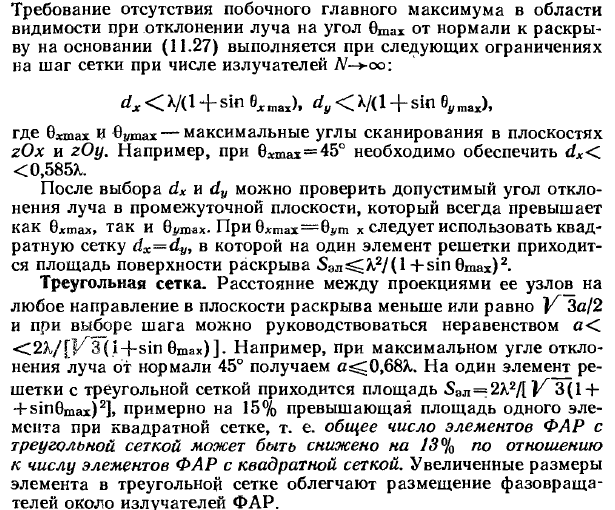 Требование отсутствия побочного главного максимума в области
видимости при отклонении луча на угол θmax от нормали к раскры-
ву на основании (11.27) выполняется при следующих ограничениях
на шаг сетки при числе излучателей N→∞:
dx<λ/(1+sin θxmax), dy<λ/(1+sin θymax),
где θxmax и θymax — максимальные углы сканирования в плоскостях
zOx и zOy. Например, при θxmax=45° необходимо обеспечить dx<
<0,585λ.
После выбора dx и dy можно проверить допустимый угол откло-
нения луча в промежуточной плоскости, который всегда превышает
как θxmax, так и θymax. При θxmax=θym x следует использовать квад-
ратную сетку dx=dy, в которой на один элемент решетки приходит-
ся площадь поверхности раскрыва Sэл≤λ²/(1+sin θmax)².
Треугольная сетка. Расстояние между проекциями ее узлов на
любое направление в плоскости раскрыва меньше или равно √3a/2
и при выборе шага можно руководствоваться неравенством a<
<2λ/[√3(1+sin θmax)]. Например, при максимальном угле откло-
нения луча от нормали 45° получаем a≤0,68λ. На один элемент ре-
шетки с треугольной сеткой приходится площадь Sэл=2λ²/[√3(1+
+sinθmax)²], примерно на 15% превышающая площадь одного эле-
мента при квадратной сетке, т. е. общее число элементов ФАР с
треугольной сеткой может быть снижено на 13% по отношению
к числу элементов ФАР с квадратной сеткой. Увеличенные размеры
элемента в треугольной сетке облегчают размещение фазовраща-
телей около излучателей ФАР.